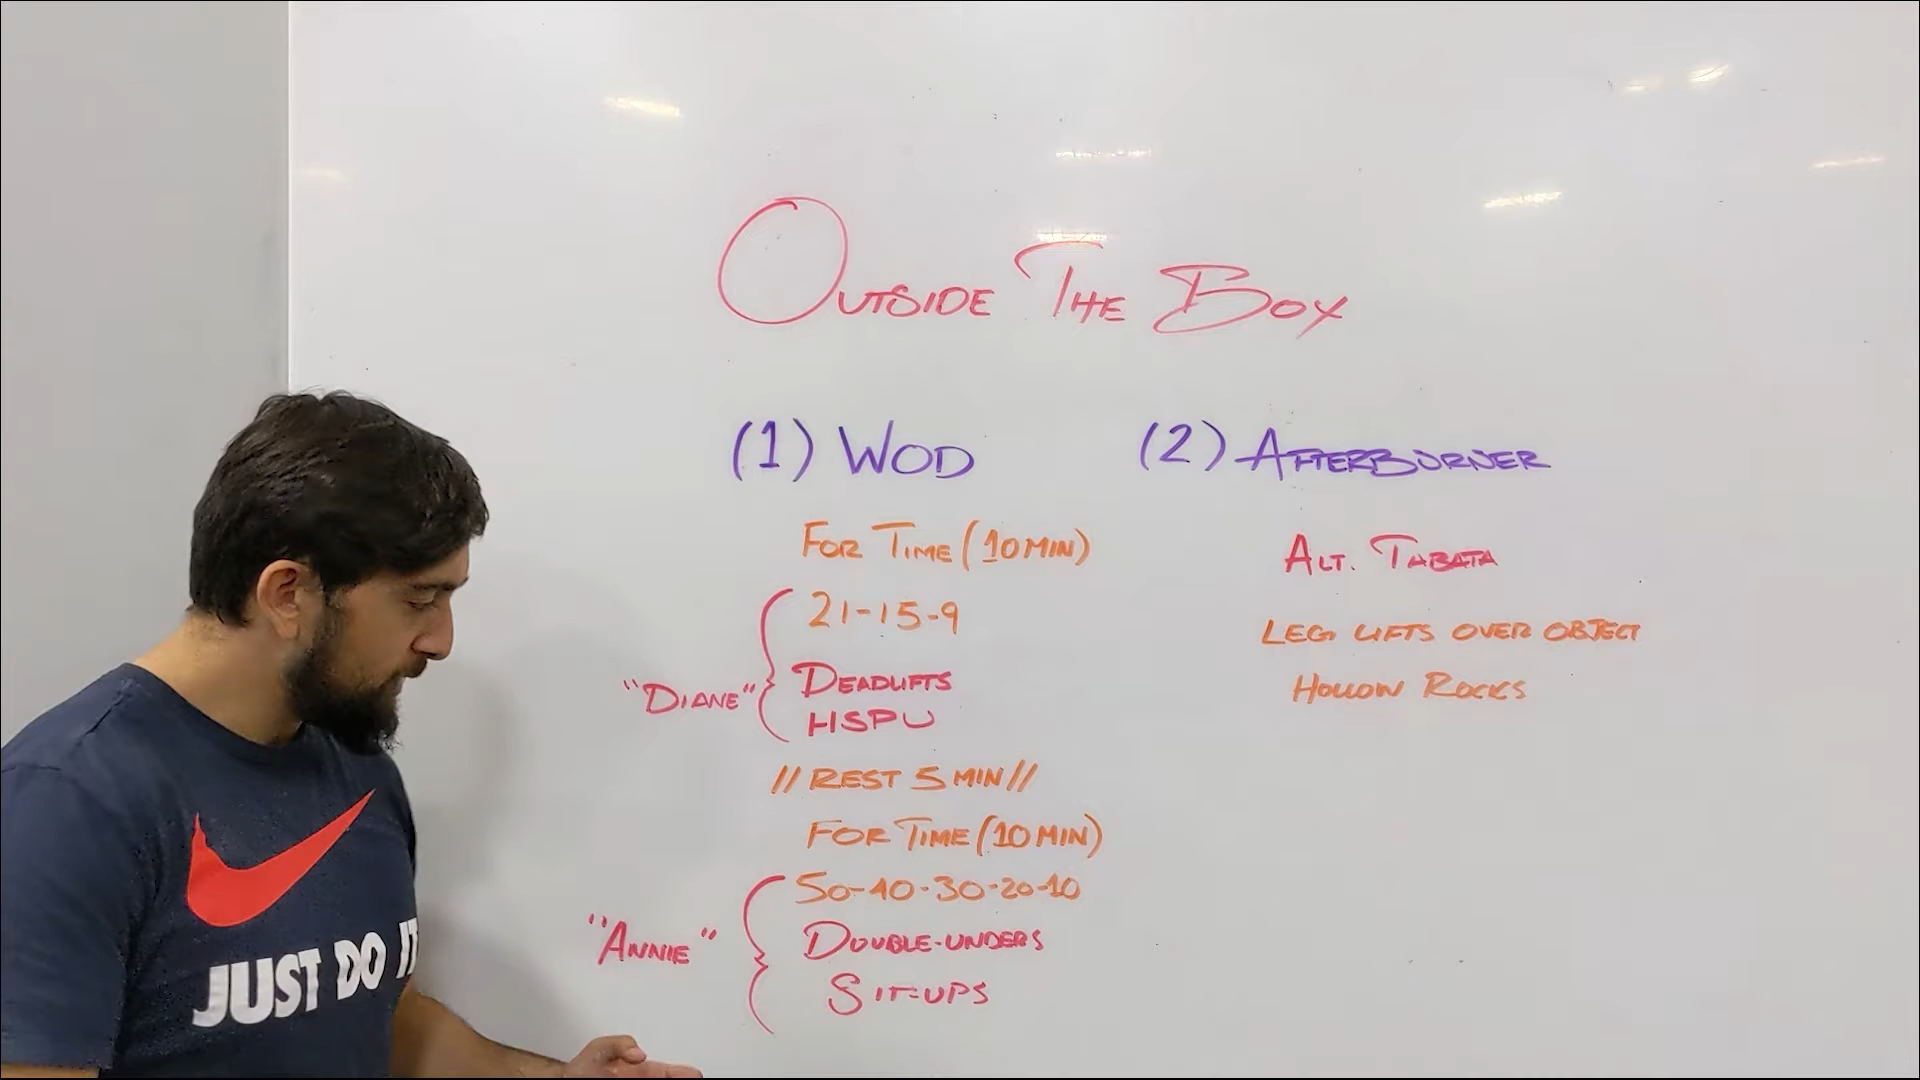 OUTSIDE THE BOX
(1) WOD
FOR TIME (10 MIN)
21-15-9
"DIANE"
DEADLIFTS
HSPU
// REST 5 MIN //
FOR TIME (10 MIN)
50-40-30-20-10
"ANNIE"
DOUBLE-UNDERS
SIT-UPS
(2) AFTERBURNER
ALT. TABATA
LEG LIFTS OVER OBJECT
HOLLOW ROCKS
JUST DO IT